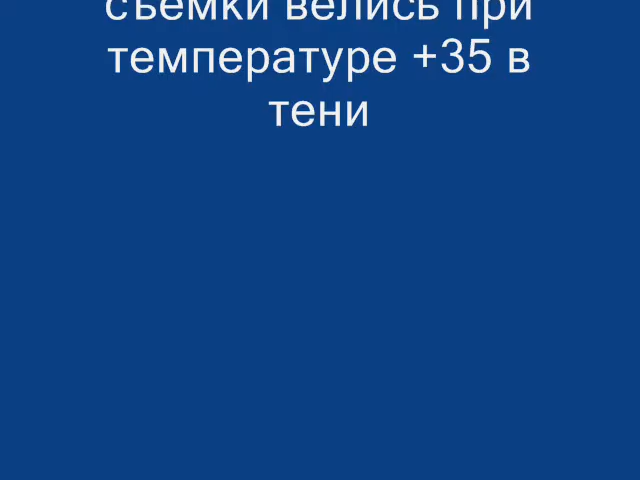 съемки велись при
температуре +35 в
тени